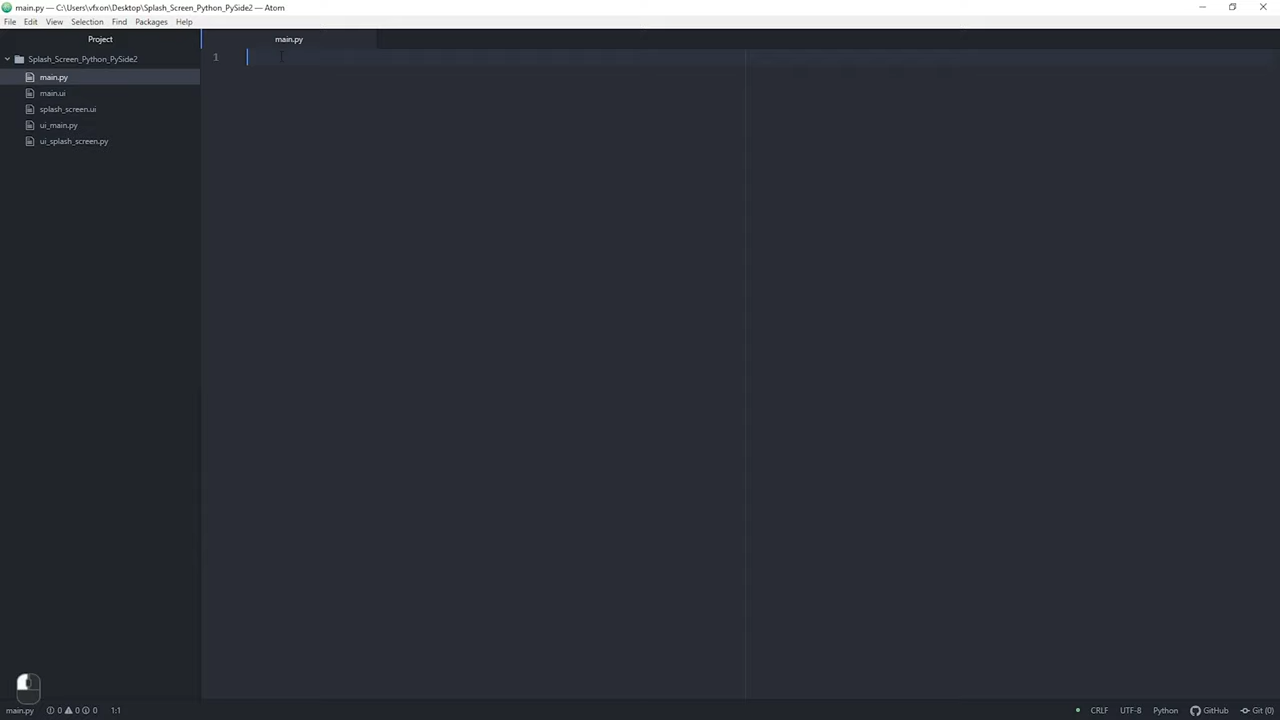 main.py — C:\Users\vfxon\Desktop\Splash_Screen_Python_PySide2 — Atom
File Edit View Selection Find Packages Help
Project
main.py
Splash_Screen_Python_PySide2
1
main.py
main.ui
splash_screen.ui
ui_main.py
ui_splash_screen.py
main.py 0 0 0 1:1 CRLF UTF-8 Python GitHub Git (0)